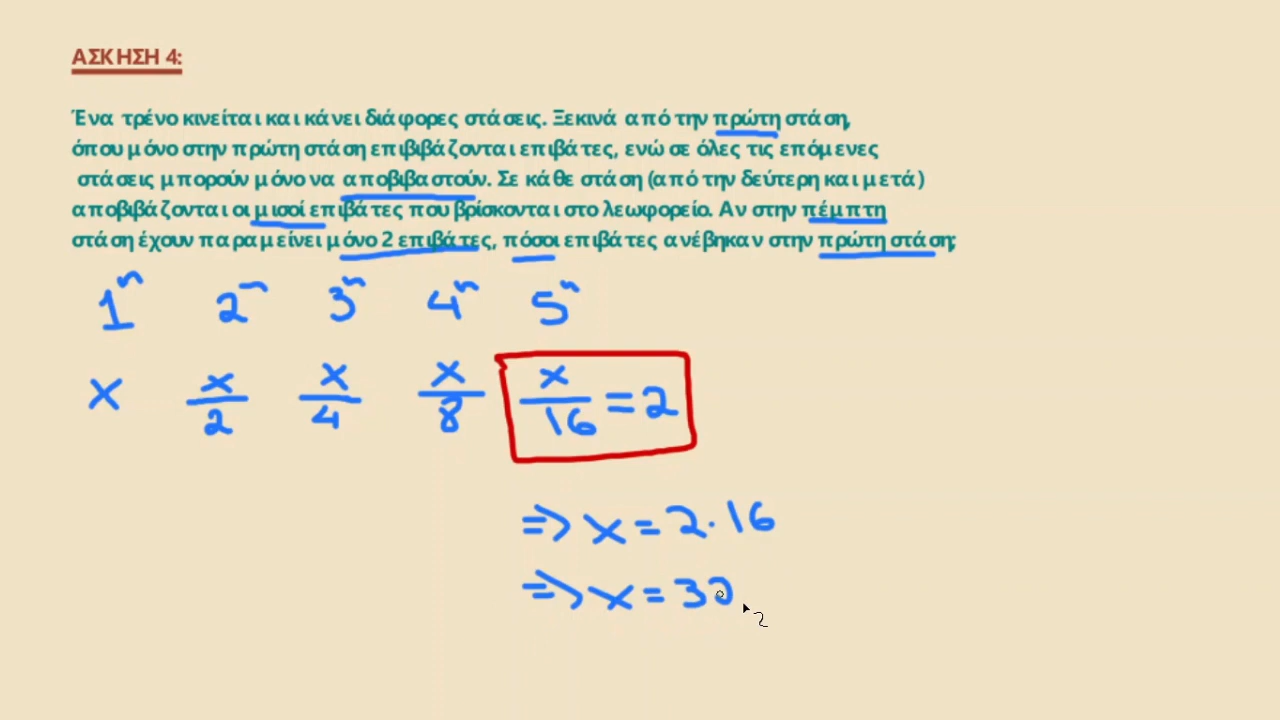 ΑΣΚΗΣΗ 4:
Ένα τρένο κινείται και κάνει διάφορες στάσεις. Ξεκινά από την πρώτη στάση,
όπου μόνο στην πρώτη στάση επιβιβάζονται επιβάτες, ενώ σε όλες τις επόμενες
στάσεις μπορούν μόνο να αποβιβαστούν. Σε κάθε στάση (από την δεύτερη και μετά)
αποβιβάζονται οι μισοί επιβάτες που βρίσκονται στο λεωφορείο. Αν στην πέμπτη
στάση έχουν παραμείνει μόνο 2 επιβάτες, πόσοι επιβάτες ανέβηκαν στην πρώτη στάση;
1η 2η 3η 4η 5η
x x/2 x/4 x/8 x/16 = 2
=> x = 2·16
=> x = 32